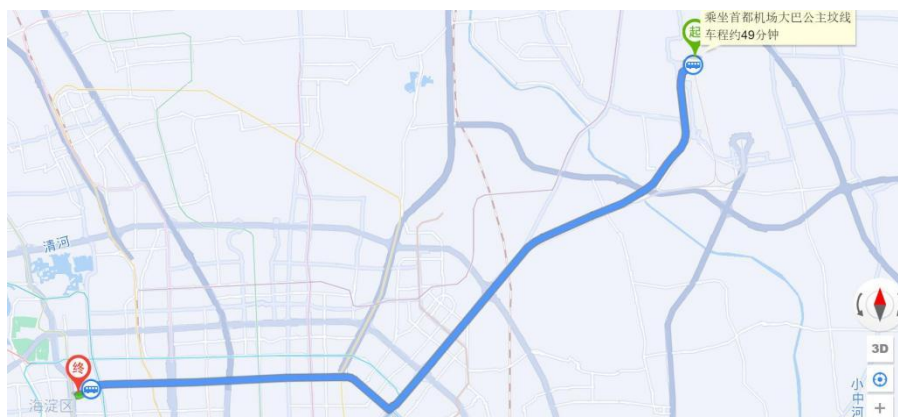 乘坐首都机场大巴公主坟线
车程约49分钟
起
清河
终
海淀区
3D
小中河